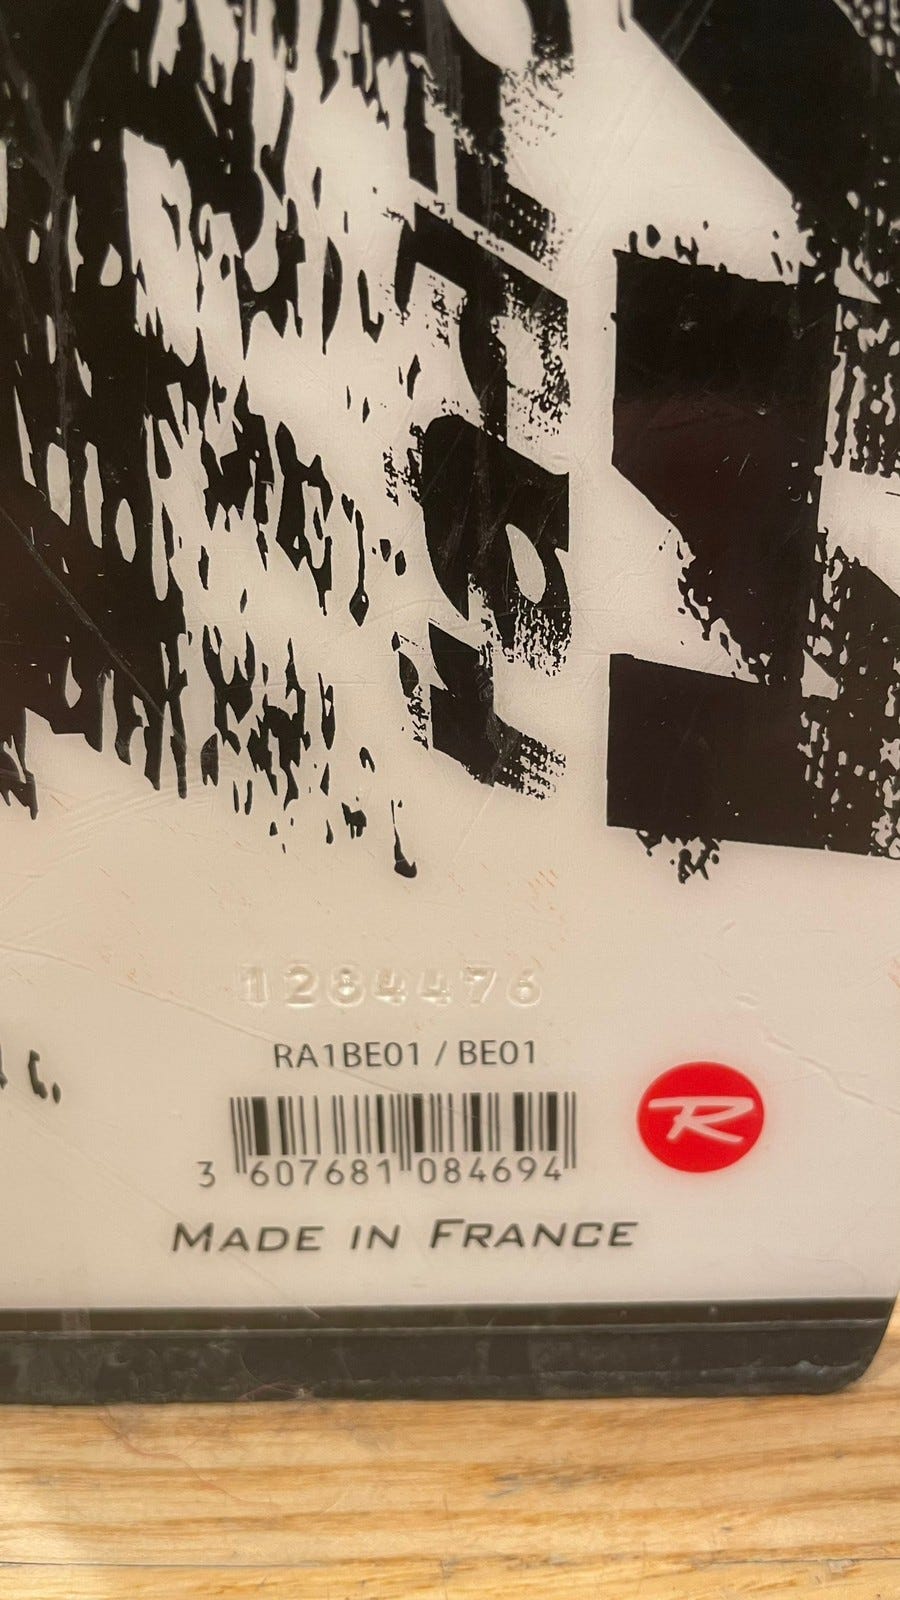 1284476
RA1BE01 / BE01
R
3 607681 084694
MADE IN FRANCE